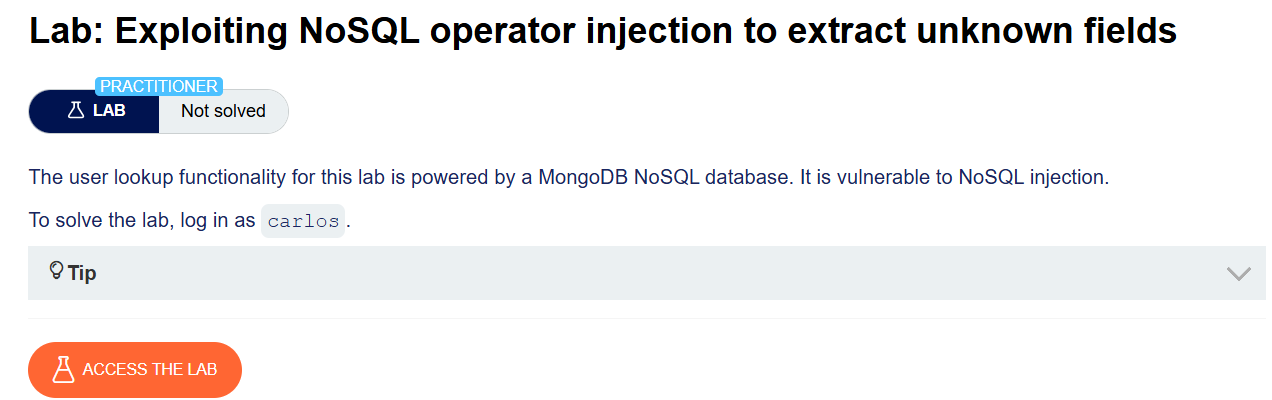 Lab: Exploiting NoSQL operator injection to extract unknown fields
PRACTITIONER
LAB Not solved
The user lookup functionality for this lab is powered by a MongoDB NoSQL database. It is vulnerable to NoSQL injection.
To solve the lab, log in as carlos.
Tip
ACCESS THE LAB